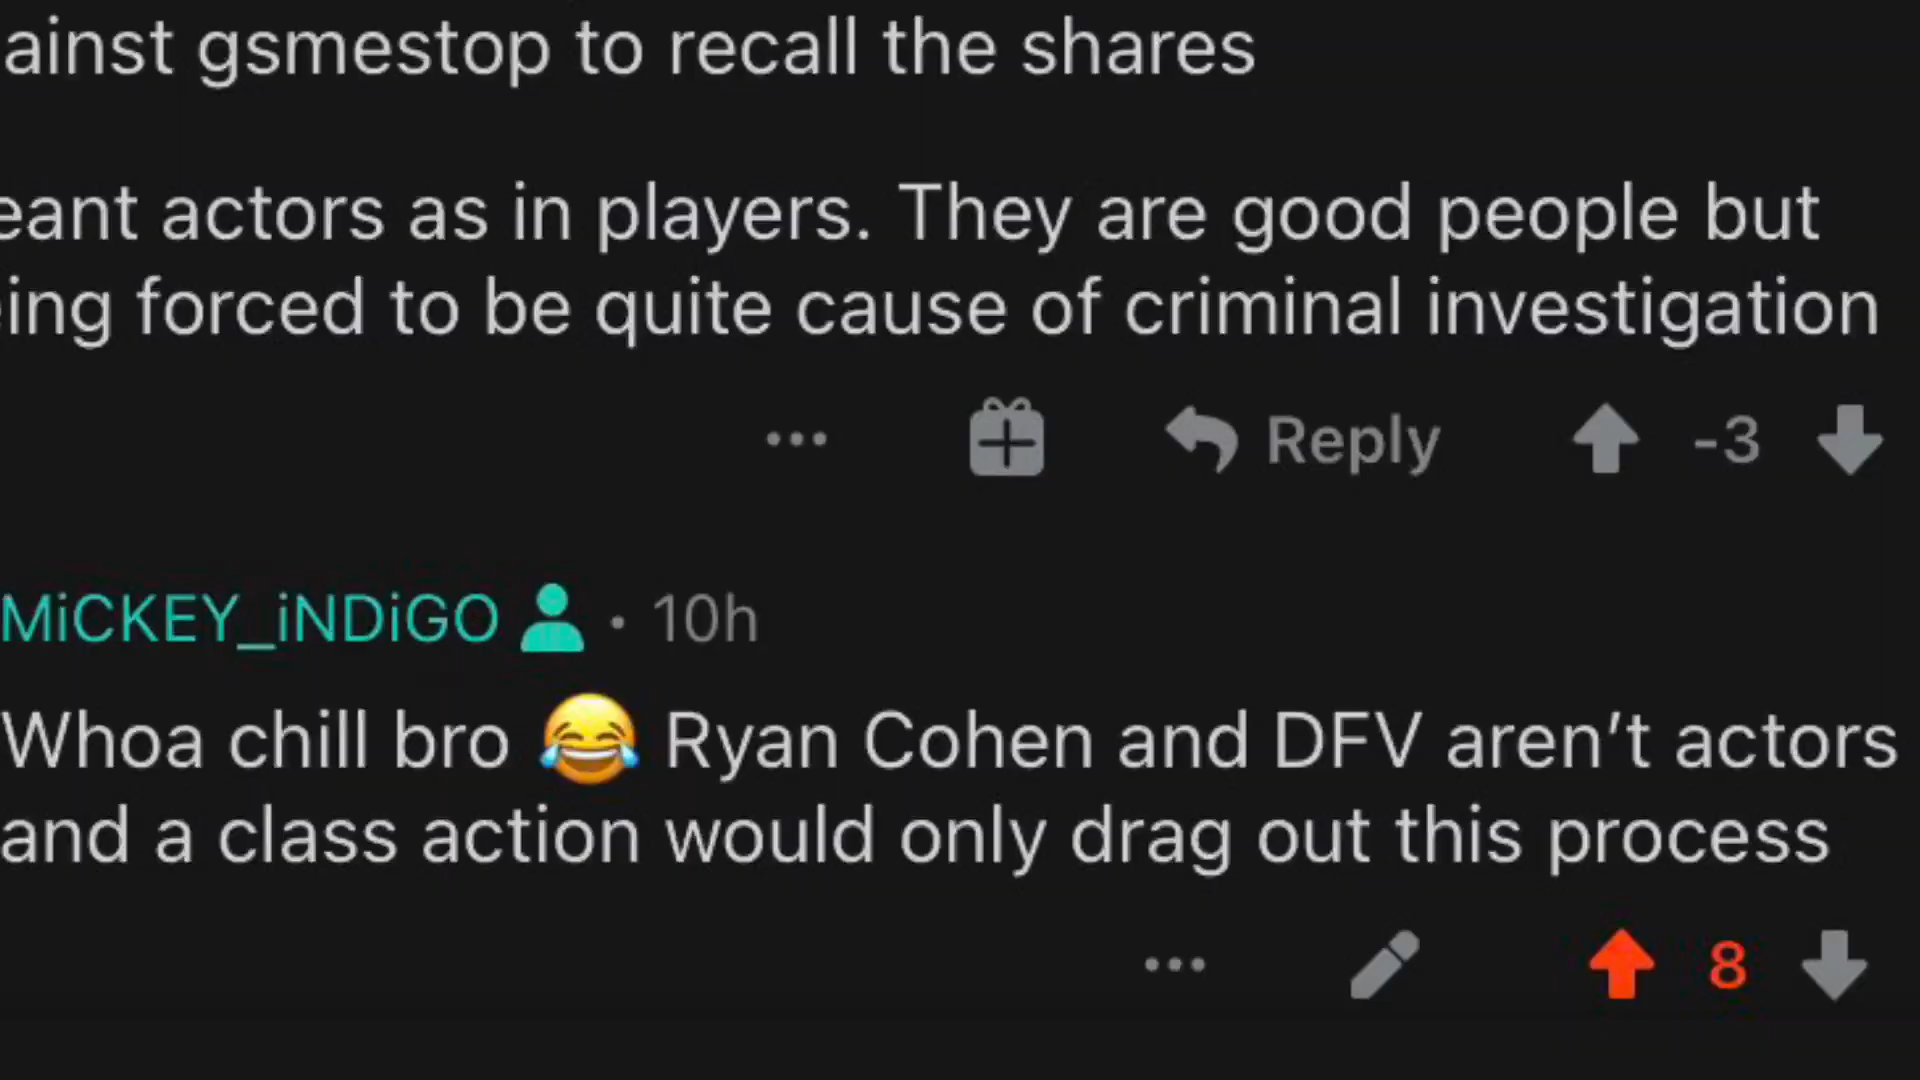 ainst gsmestop to recall the shares
eant actors as in players. They are good people but
ing forced to be quite cause of criminal investigation
... Reply -3
MiCKEY_iNDiGO • 10h
Whoa chill bro 😂 Ryan Cohen and DFV aren’t actors
and a class action would only drag out this process
... 8